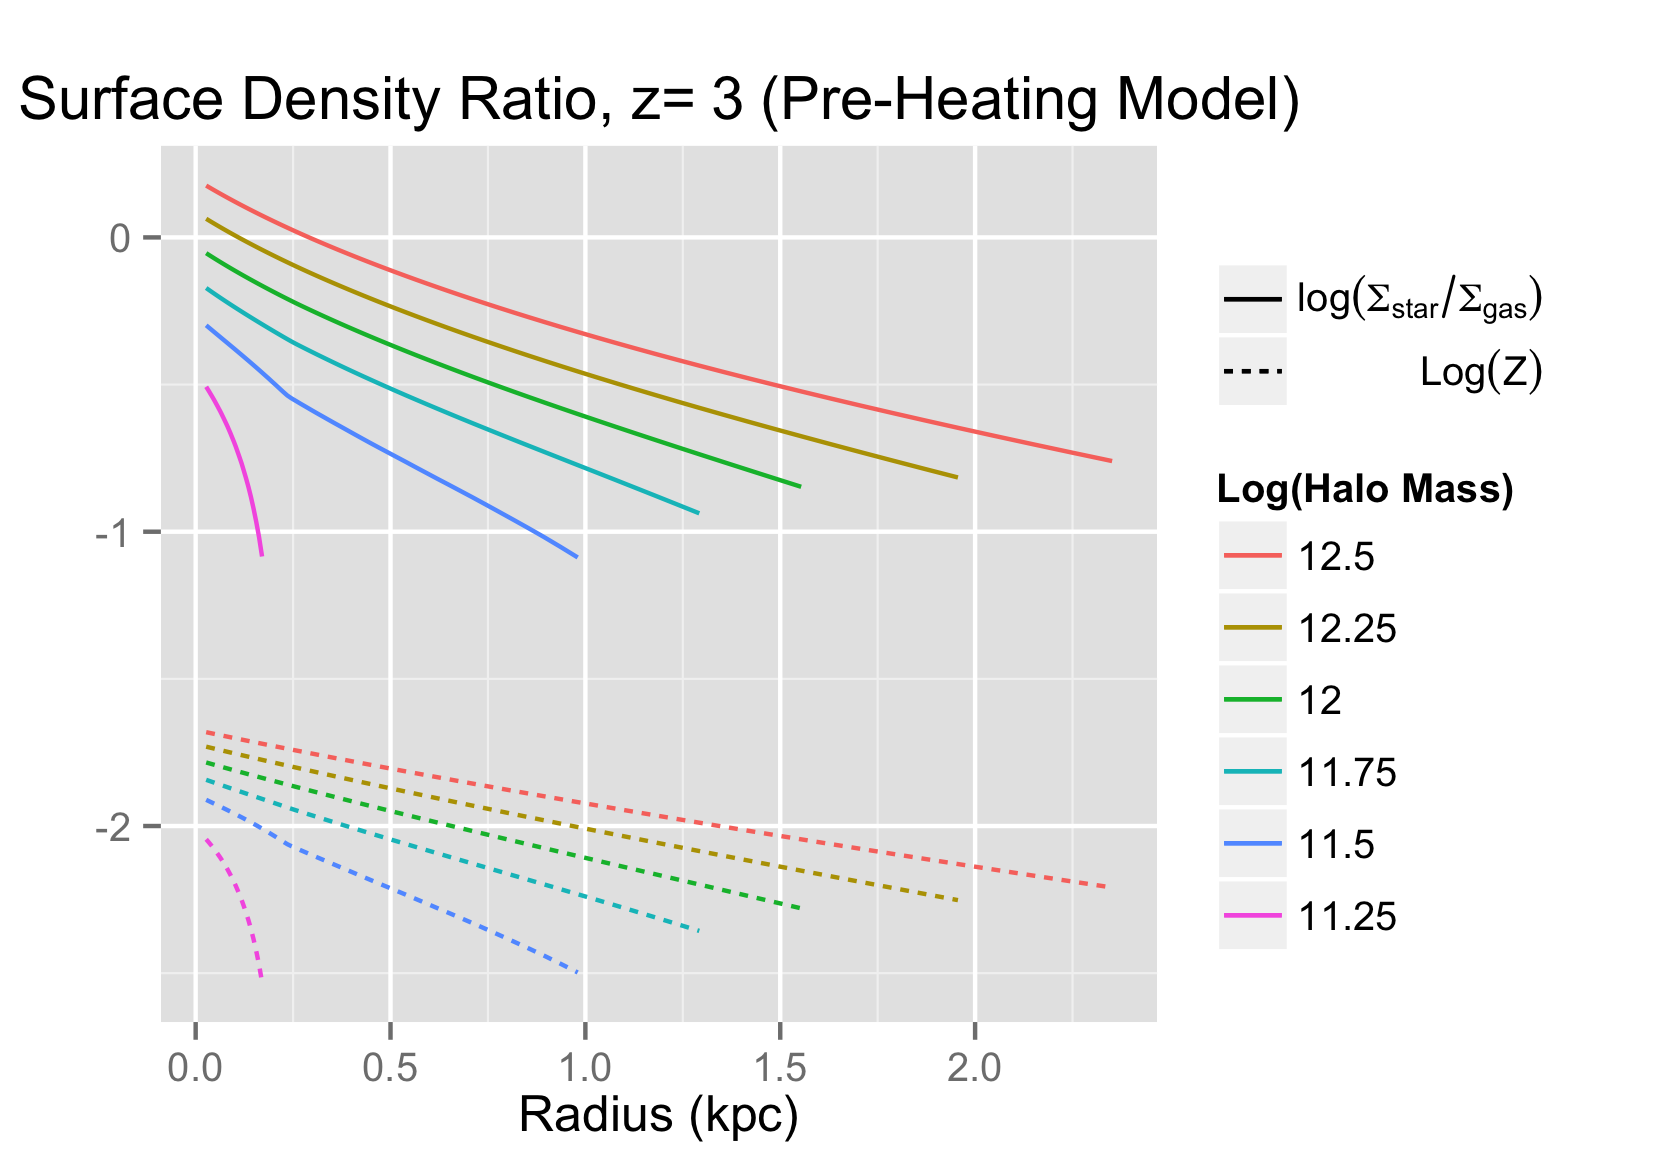 Surface Density Ratio, z= 3 (Pre-Heating Model)
0
-1
-2
0.0 0.5 1.0 1.5 2.0
Radius (kpc)
log(Σstar/Σgas)
Log(Z)
Log(Halo Mass)
12.5
12.25
12
11.75
11.5
11.25